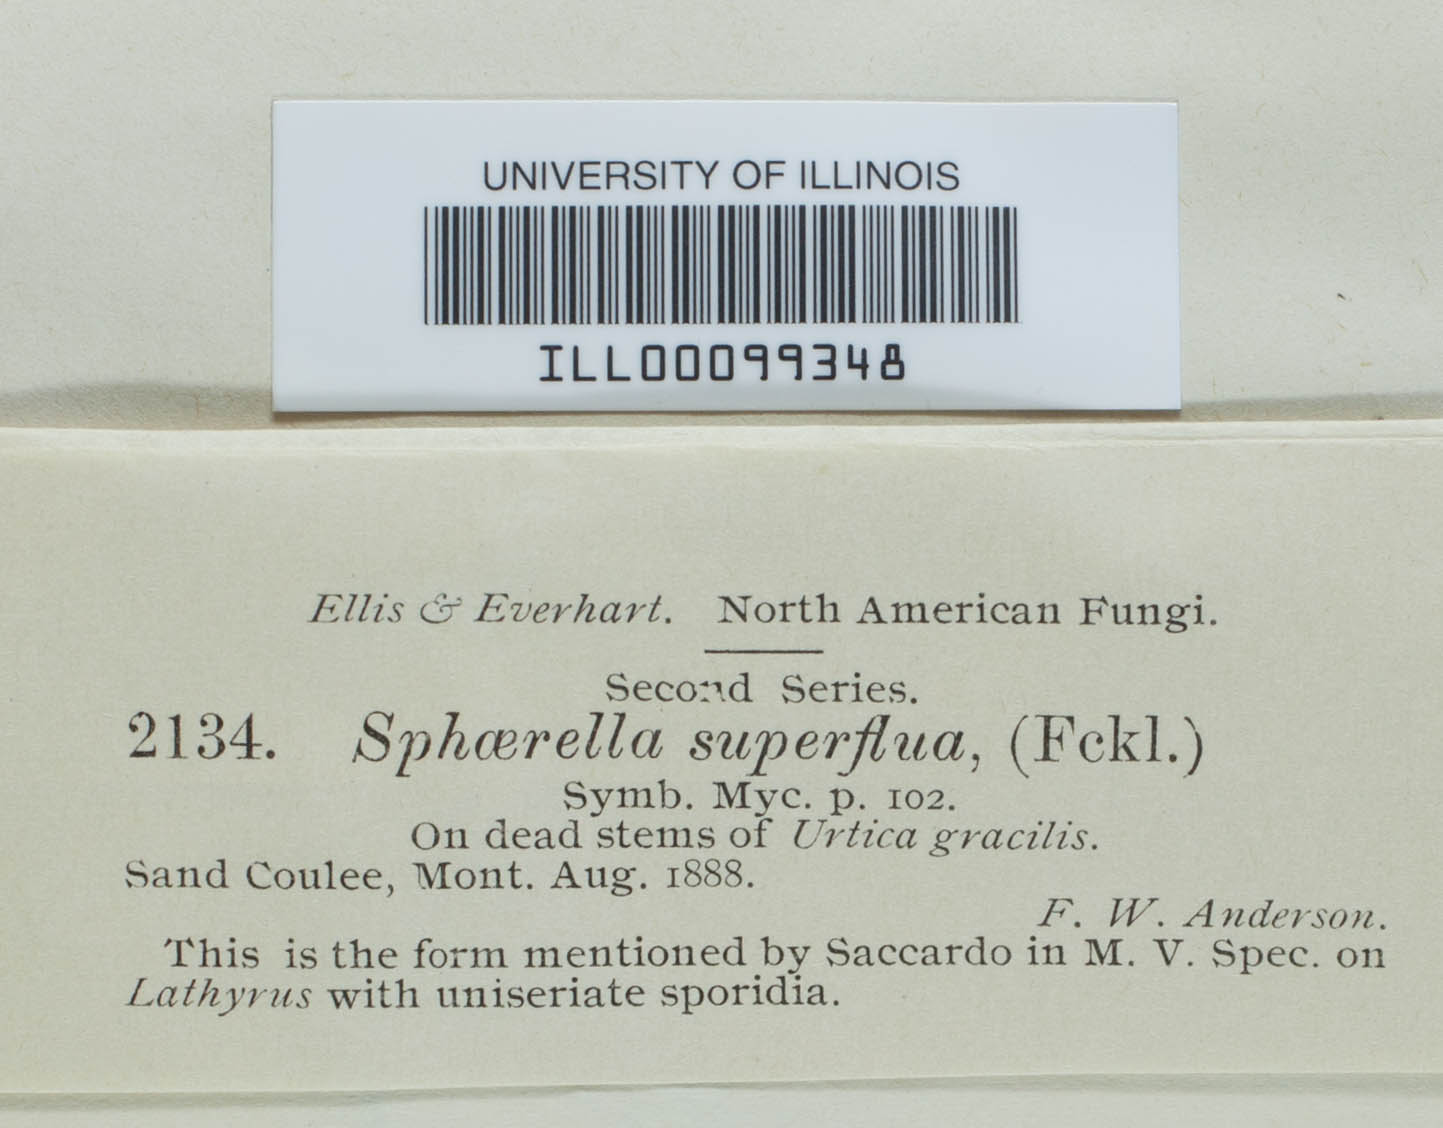 UNIVERSITY OF ILLINOIS
ILL00099348
Ellis & Everhart. North American Fungi.
Second Series.
2134. Sphærella superflua, (Fckl.)
Symb. Myc. p. 102.
On dead stems of Urtica gracilis.
Sand Coulee, Mont. Aug. 1888.
F. W. Anderson.
This is the form mentioned by Saccardo in M. V. Spec. on
Lathyrus with uniseriate sporidia.